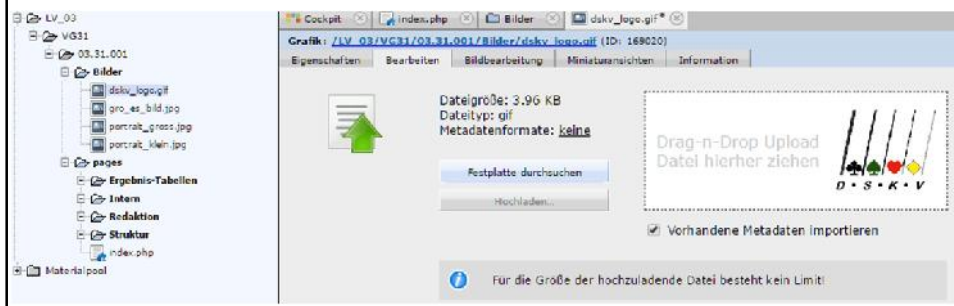 LV_03
VG31
03.31.001
Bilder
dskv_logo.gif
gro_es_bild.jpg
portrait_gross.jpg
portrait_klein.jpg
pages
Ergebnis-Tabellen
Intern
Redaktion
Struktur
index.php
Materialpool
Cockpit index.php Bilder dskv_logo.gif*
Grafik: /LV_03/VG31/03.31.001/Bilder/dskv_logo.gif (ID: 169020)
Eigenschaften Bearbeiten Bildbearbeitung Miniaturansichten Information
Dateigröße: 3.96 KB
Dateityp: gif
Metadatenformate: keine
Festplatte durchsuchen
Hochladen...
Drag-n-Drop Upload
Datei hierher ziehen
D · S · K · V
Vorhandene Metadaten importieren
Für die Größe der hochzuladende Datei besteht kein Limit!